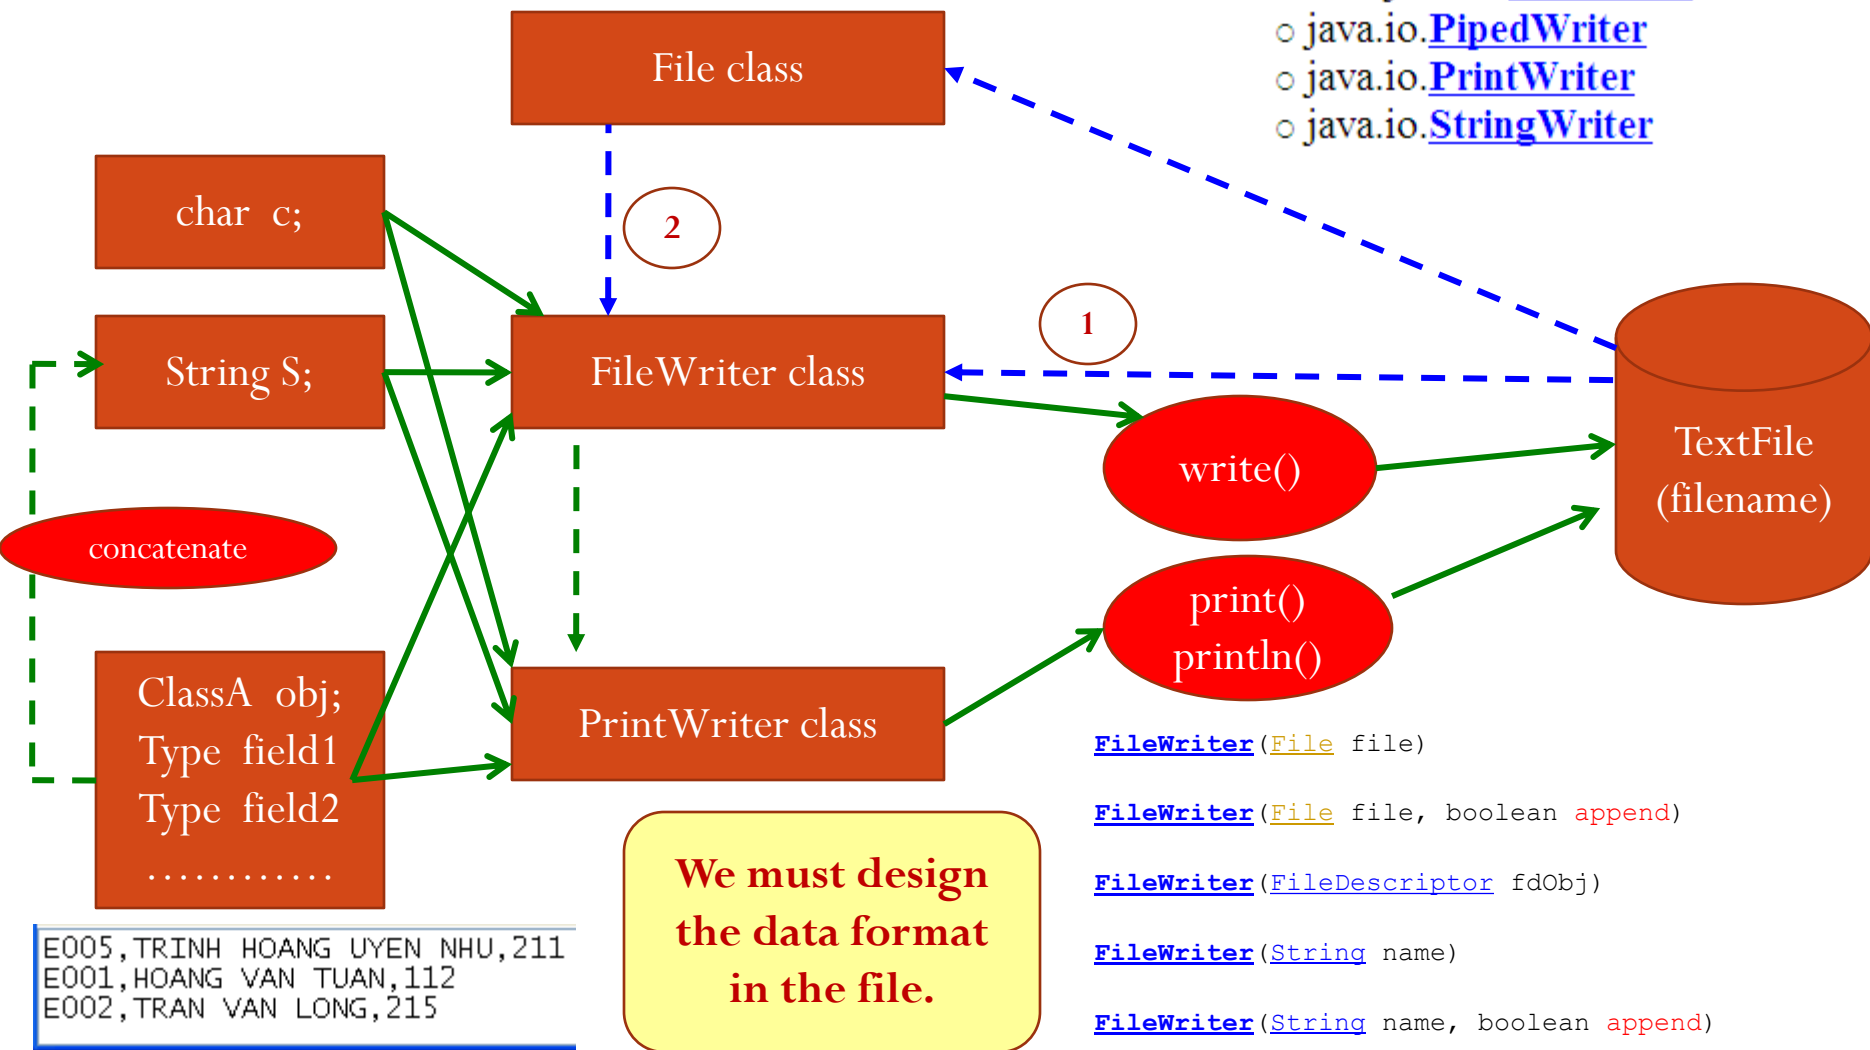 File class
java.io.PipedWriter
java.io.PrintWriter
java.io.StringWriter
char c;
2
1
String S;
FileWriter class
TextFile
(filename)
write()
concatenate
print()
println()
ClassA obj;
Type field1
Type field2
............
PrintWriter class
FileWriter(File file)
FileWriter(File file, boolean append)
FileWriter(FileDescriptor fdObj)
FileWriter(String name)
FileWriter(String name, boolean append)
We must design
the data format
in the file.
E005,TRINH HOANG UYEN NHU,211
E001,HOANG VAN TUAN,112
E002,TRAN VAN LONG,215